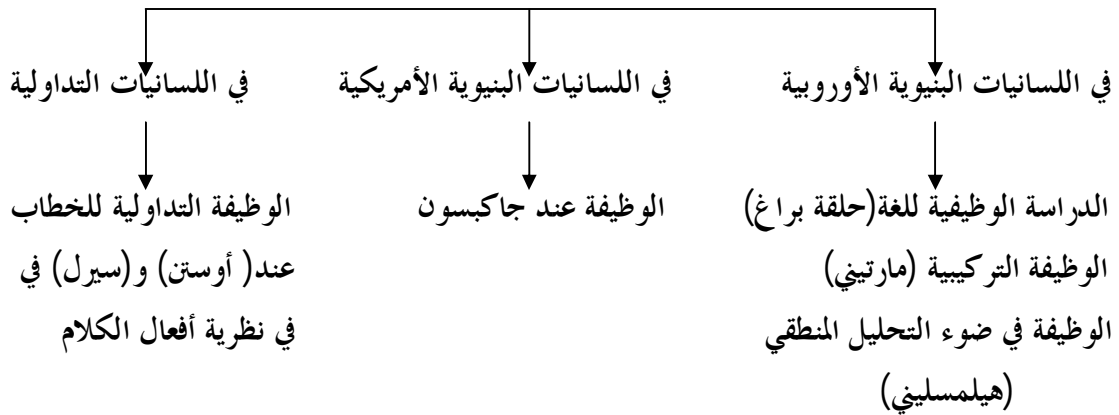 في اللسانيات البنيوية الأوروبية
في اللسانيات البنيوية الأمريكية
في اللسانيات التداولية
الدراسة الوظيفية للغة(حلقة براغ)
الوظيفة التركيبية (مارتيني)
الوظيفة في ضوء التحليل المنطقي
(هيلمسليني)
الوظيفة عند جاكبسون
الوظيفة التداولية للخطاب
عند( أوستن) و(سيرل) في
في نظرية أفعال الكلام